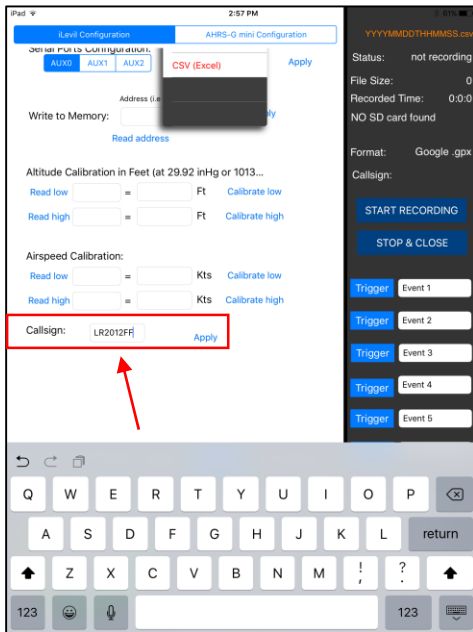 iPad 2:57 PM 61%
iLevil Configuration AHRS-G mini Configuration
Serial Ports Configuration:
AUX0 AUX1 AUX2 CSV (Excel) Apply
Address (i.e
Write to Memory:
Read address
Altitude Calibration in Feet (at 29.92 inHg or 1013...
Read low = Ft Calibrate low
Read high = Ft Calibrate high
Airspeed Calibration:
Read low = Kts Calibrate low
Read high = Kts Calibrate high
Callsign: LR2012FF Apply
YYYYMMDDTHHMMSS.csv
Status: not recording
File Size: 0
Recorded Time: 0:0:0
NO SD card found
Format: Google .gpx
Callsign:
START RECORDING
STOP & CLOSE
Trigger Event 1
Trigger Event 2
Trigger Event 3
Trigger Event 4
Trigger Event 5
Q W E R T Y U I O P
A S D F G H J K L return
Z X C V B N M ! , ? .
123 123